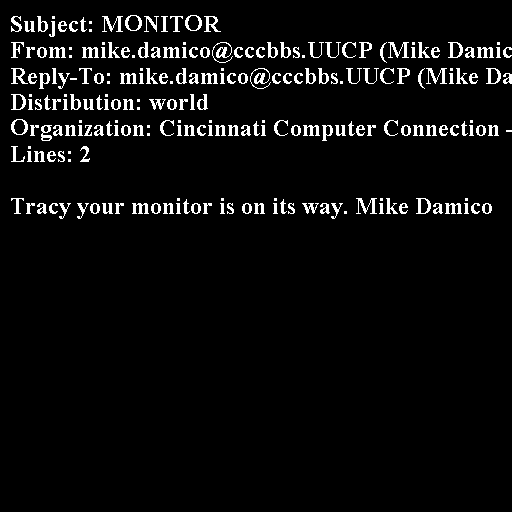 Subject: MONITOR
From: mike.damico@cccbbs.UUCP (Mike Damic
Reply-To: mike.damico@cccbbs.UUCP (Mike Da
Distribution: world
Organization: Cincinnati Computer Connection -
Lines: 2

Tracy your monitor is on its way. Mike Damico